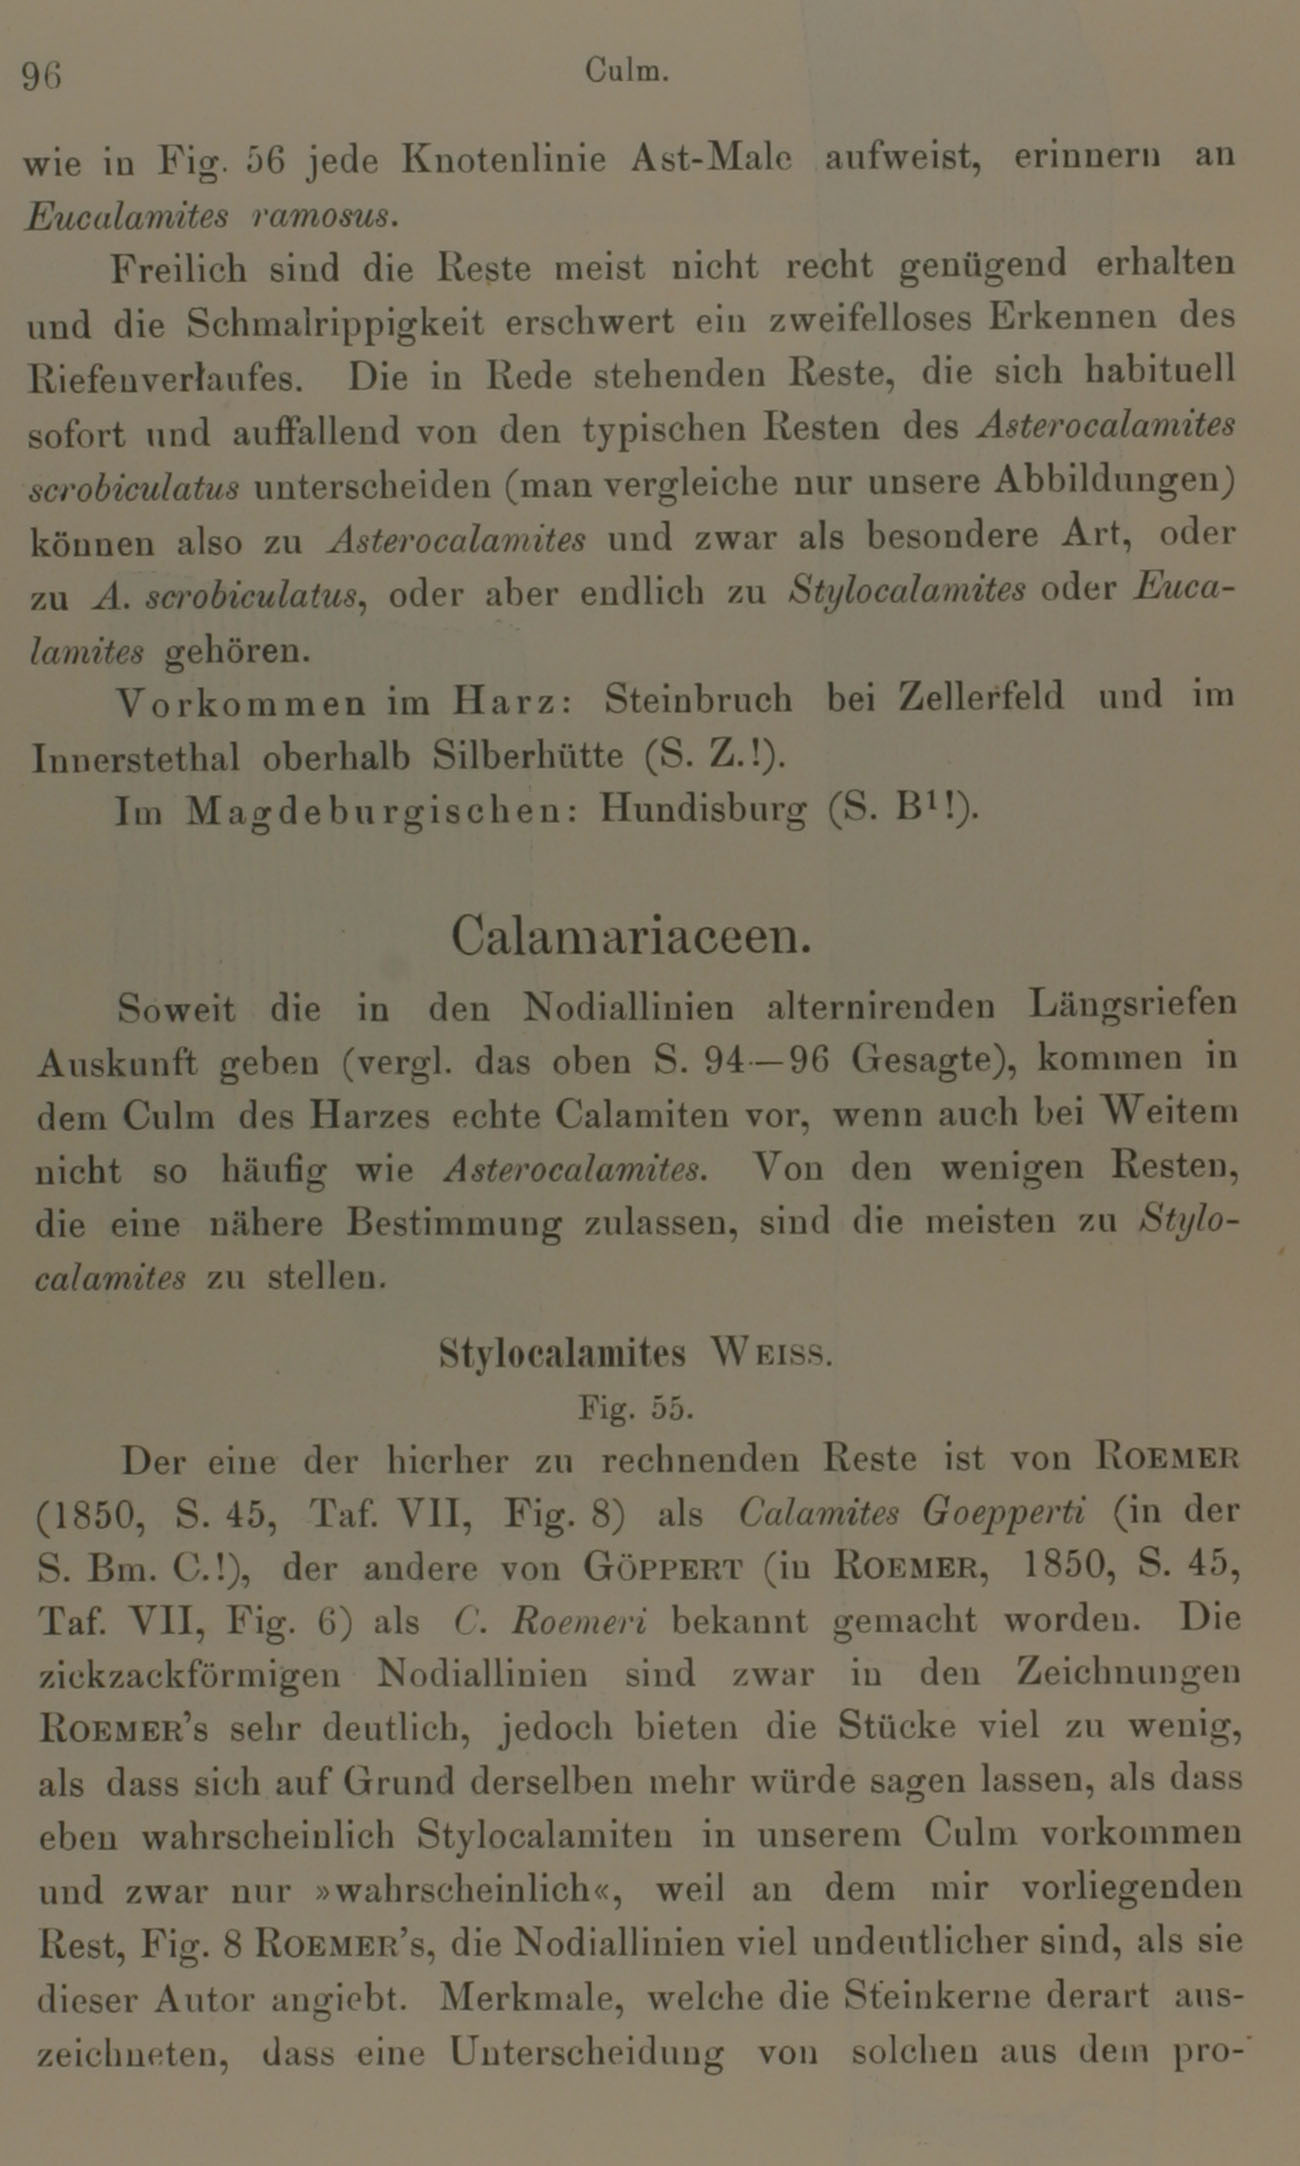 96
Culm.
wie in Fig. 56 jede Knotenlinie Ast-Male aufweist, erinnern an
Eucalamites ramosus.
Freilich sind die Reste meist nicht recht genügend erhalten
und die Schmalrippigkeit erschwert ein zweifelloses Erkennen des
Riefenverlaufes. Die in Rede stehenden Reste, die sich habituell
sofort und auffallend von den typischen Resten des Asterocalamites
scrobiculatus unterscheiden (man vergleiche nur unsere Abbildungen)
können also zu Asterocalamites und zwar als besondere Art, oder
zu A. scrobiculatus, oder aber endlich zu Stylocalamites oder Euca-
lamites gehören.
Vorkommen im Harz: Steinbruch bei Zellerfeld und im
Innerstethal oberhalb Silberhütte (S. Z.!).
Im Magdeburgischen: Hundisburg (S. B¹!).
Calamariaceen.
Soweit die in den Nodiallinien alternirenden Längsriefen
Auskunft geben (vergl. das oben S. 94—96 Gesagte), kommen in
dem Culm des Harzes echte Calamiten vor, wenn auch bei Weitem
nicht so häufig wie Asterocalamites. Von den wenigen Resten,
die eine nähere Bestimmung zulassen, sind die meisten zu Stylo-
calamites zu stellen.
Stylocalamites WEISS.
Fig. 55.
Der eine der hierher zu rechnenden Reste ist von ROEMER
(1850, S. 45, Taf. VII, Fig. 8) als Calamites Goepperti (in der
S. Bm. C.!), der andere von GÖPPERT (in ROEMER, 1850, S. 45,
Taf. VII, Fig. 6) als C. Roemeri bekannt gemacht worden. Die
zickzackförmigen Nodiallinien sind zwar in den Zeichnungen
ROEMER's sehr deutlich, jedoch bieten die Stücke viel zu wenig,
als dass sich auf Grund derselben mehr würde sagen lassen, als dass
eben wahrscheinlich Stylocalamiten in unserem Culm vorkommen
und zwar nur »wahrscheinlich«, weil an dem mir vorliegenden
Rest, Fig. 8 ROEMER's, die Nodiallinien viel undeutlicher sind, als sie
dieser Autor angiebt. Merkmale, welche die Steinkerne derart aus-
zeichneten, dass eine Unterscheidung von solchen aus dem pro-